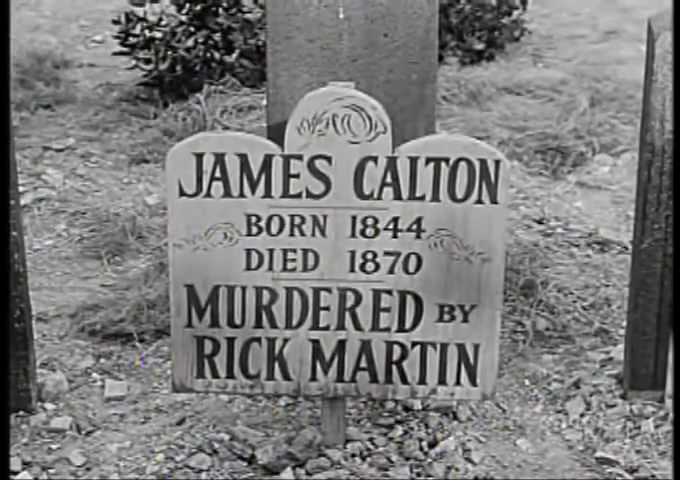 JAMES CALTON
BORN 1844
DIED 1870
MURDERED BY
RICK MARTIN